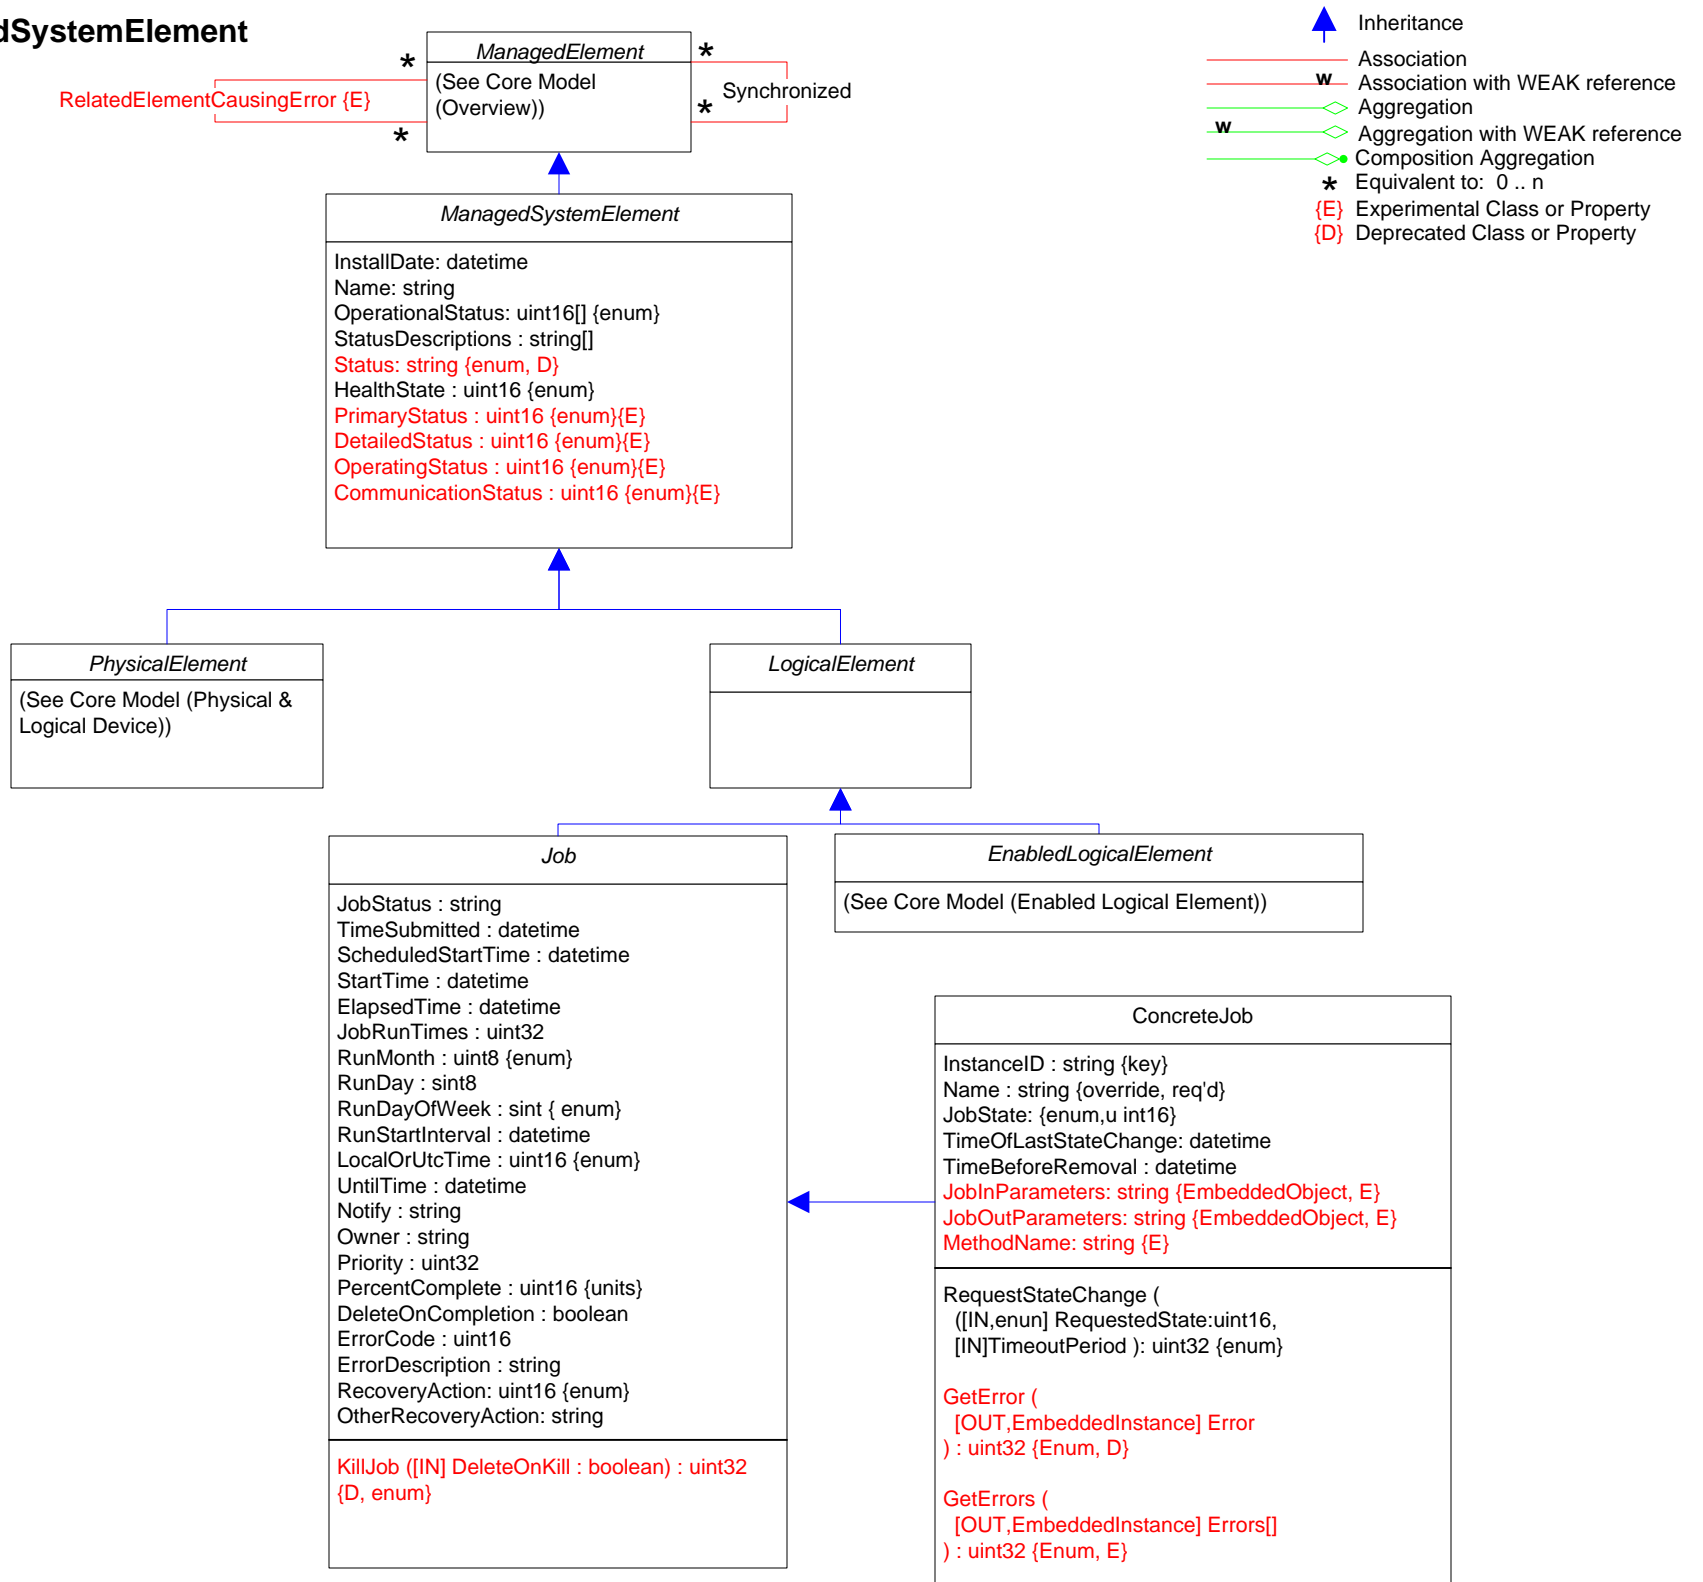 dSystemElement
ManagedElement
(See Core Model
(Overview))
*
*
*
*
RelatedElementCausingError {E}
Synchronized
Inheritance
Association
w
Association with WEAK reference
Aggregation
w
Aggregation with WEAK reference
Composition Aggregation
* Equivalent to: 0 .. n
{E} Experimental Class or Property
{D} Deprecated Class or Property
ManagedSystemElement
InstallDate: datetime
Name: string
OperationalStatus: uint16[] {enum}
StatusDescriptions : string[]
Status: string {enum, D}
HealthState : uint16 {enum}
PrimaryStatus : uint16 {enum}{E}
DetailedStatus : uint16 {enum}{E}
OperatingStatus : uint16 {enum}{E}
CommunicationStatus : uint16 {enum}{E}
PhysicalElement
(See Core Model (Physical &
Logical Device))
LogicalElement
Job
JobStatus : string
TimeSubmitted : datetime
ScheduledStartTime : datetime
StartTime : datetime
ElapsedTime : datetime
JobRunTimes : uint32
RunMonth : uint8 {enum}
RunDay : sint8
RunDayOfWeek : sint { enum}
RunStartInterval : datetime
LocalOrUtcTime : uint16 {enum}
UntilTime : datetime
Notify : string
Owner : string
Priority : uint32
PercentComplete : uint16 {units}
DeleteOnCompletion : boolean
ErrorCode : uint16
ErrorDescription : string
RecoveryAction: uint16 {enum}
OtherRecoveryAction: string
KillJob ([IN] DeleteOnKill : boolean) : uint32
{D, enum}
EnabledLogicalElement
(See Core Model (Enabled Logical Element))
ConcreteJob
InstanceID : string {key}
Name : string {override, req'd}
JobState: {enum,u int16}
TimeOfLastStateChange: datetime
TimeBeforeRemoval : datetime
JobInParameters: string {EmbeddedObject, E}
JobOutParameters: string {EmbeddedObject, E}
MethodName: string {E}
RequestStateChange (
([IN,enun] RequestedState:uint16,
[IN]TimeoutPeriod ): uint32 {enum}
GetError (
[OUT,EmbeddedInstance] Error
) : uint32 {Enum, D}
GetErrors (
[OUT,EmbeddedInstance] Errors[]
) : uint32 {Enum, E}